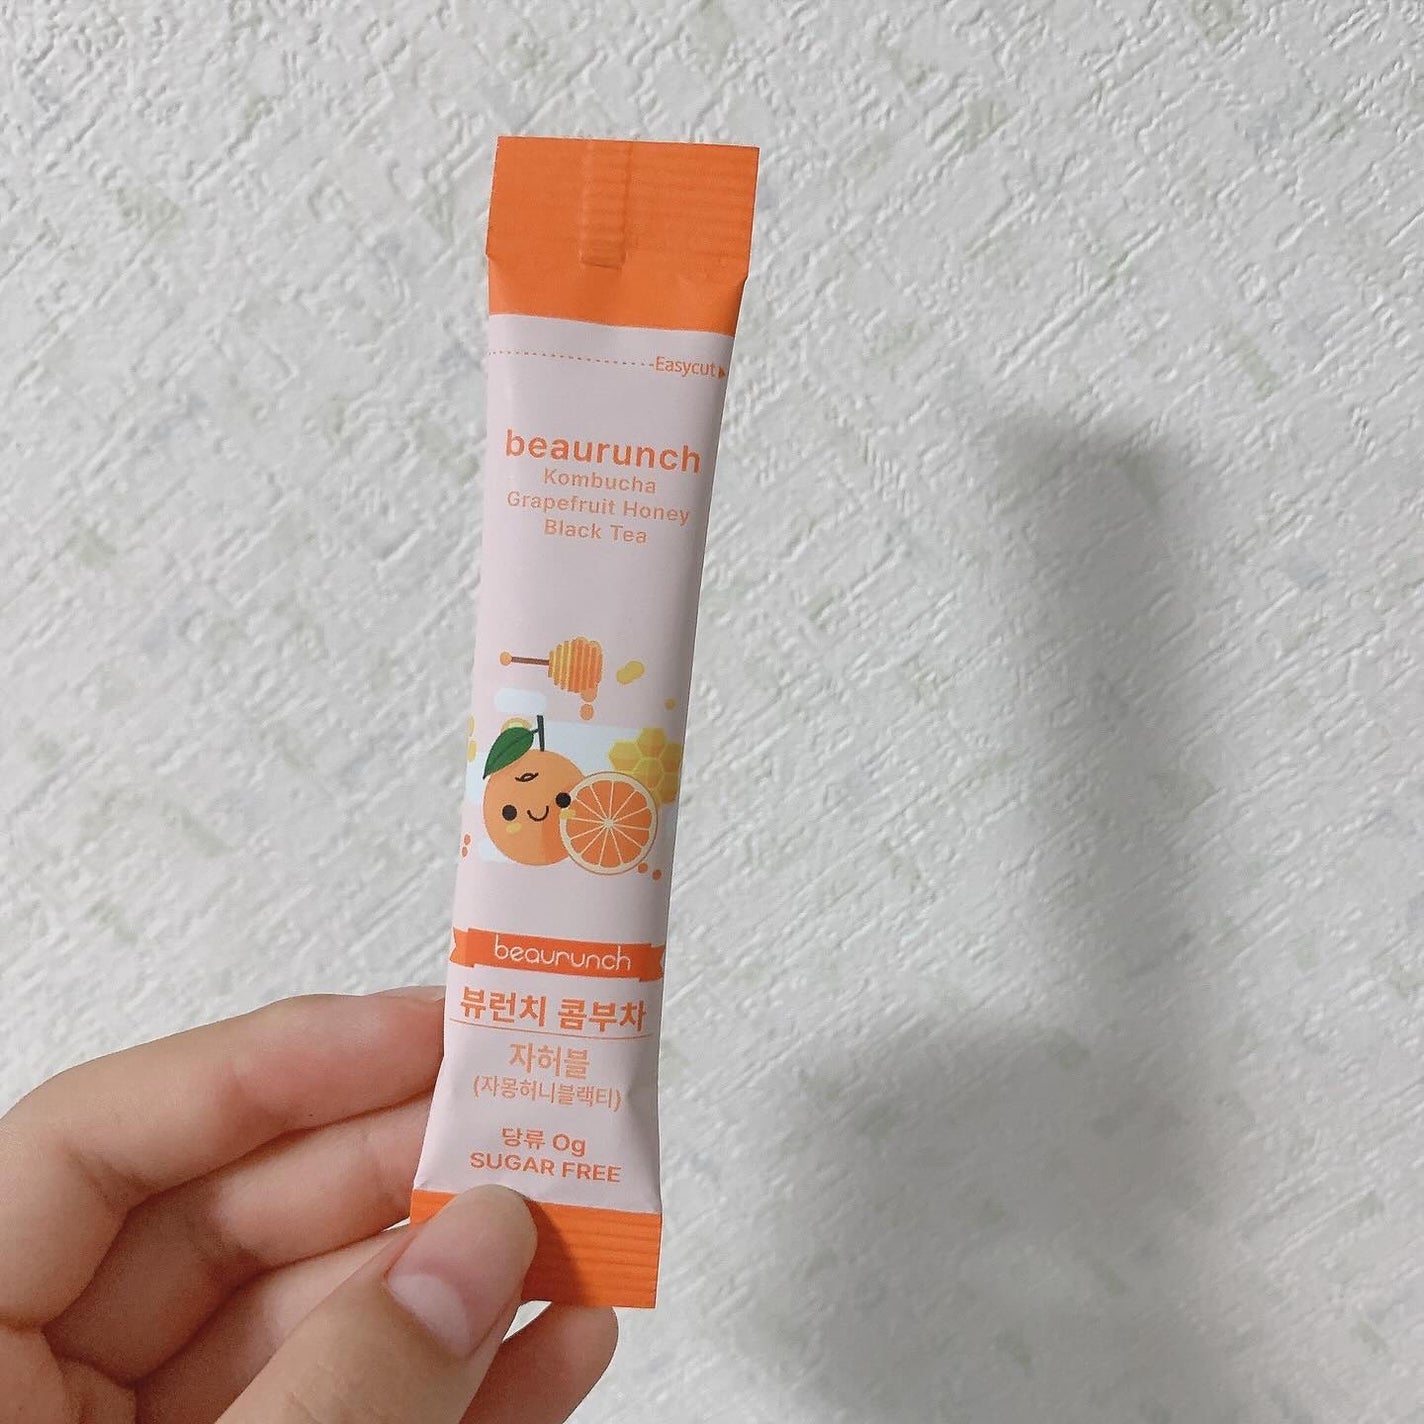 Easycut
beaurunch
Kombucha
Grapefruit Honey
Black Tea
beaurunch
뷰런치 콤부차
자허블
(자몽허니블랙티)
당류 0g
SUGAR FREE